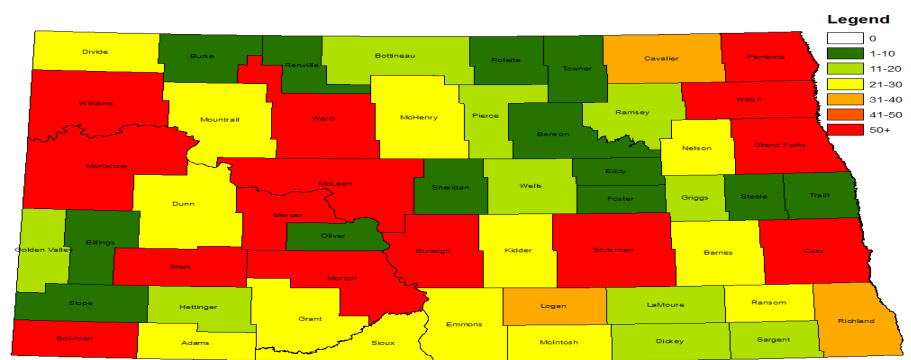 Legend
0
1-10
11-20
21-30
31-40
41-50
50+
Divide
Burke
Renville
Bottineau
Rolette
Towner
Cavalier
Pembina
Williams
Mountrail
Ward
McHenry
Pierce
Benson
Ramsey
Walsh
Nelson
Grand Forks
McKenzie
Dunn
McLean
Mercer
Oliver
Sheridan
Wells
Eddy
Foster
Griggs
Steele
Traill
Golden Valley
Billings
Stark
Morton
Burleigh
Kidder
Stutsman
Barnes
Cass
Slope
Hettinger
Grant
Emmons
Logan
LaMoure
Ransom
Richland
Bowman
Adams
Sioux
McIntosh
Dickey
Sargent